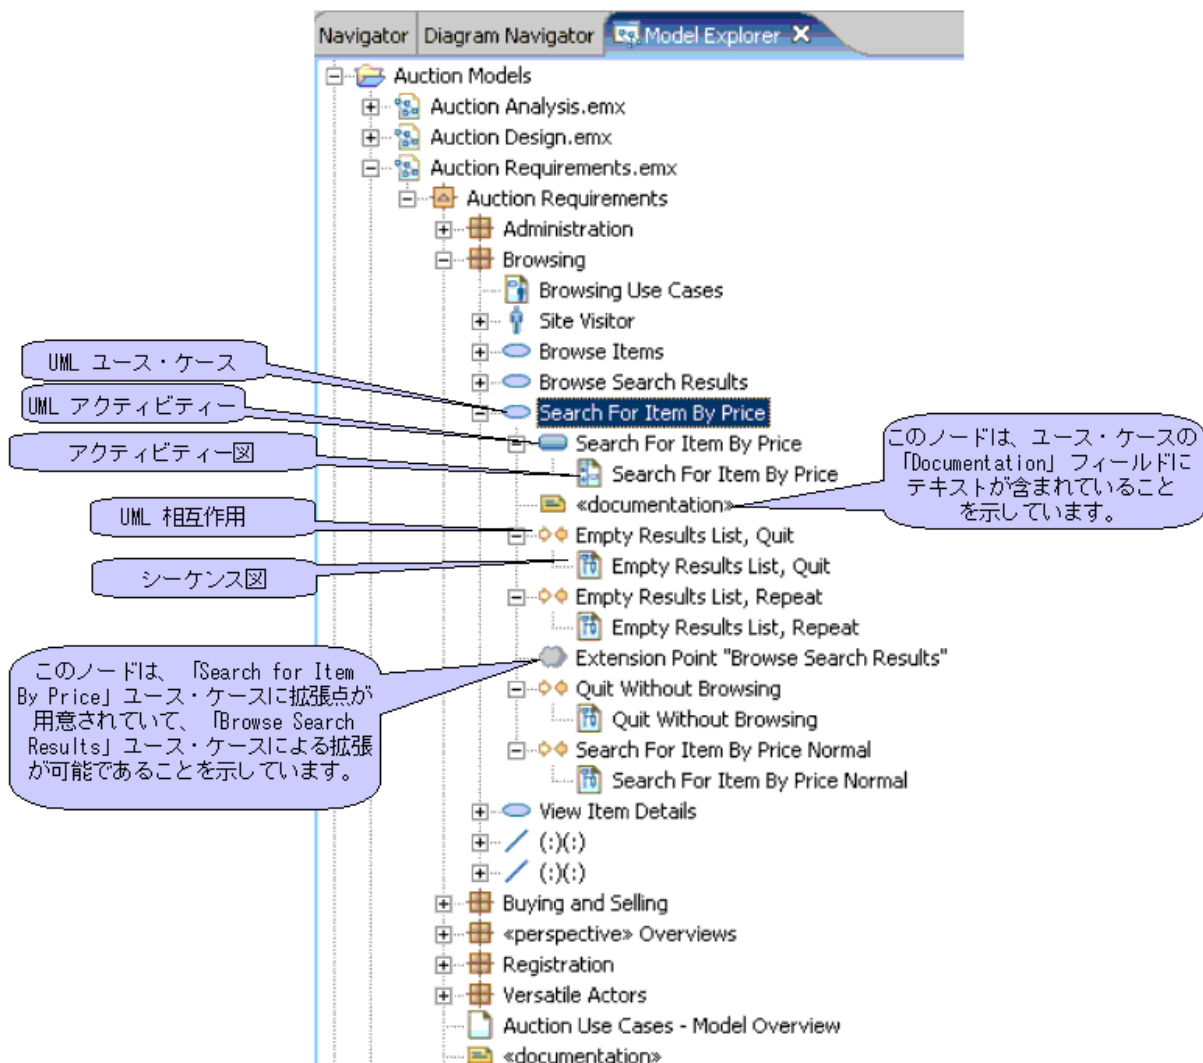 Navigator
Diagram Navigator
Model Explorer
Auction Models
Auction Analysis.emx
Auction Design.emx
Auction Requirements.emx
Auction Requirements
Administration
Browsing
Browsing Use Cases
Site Visitor
Browse Items
Browse Search Results
Search For Item By Price
Search For Item By Price
Search For Item By Price
«documentation»
Empty Results List, Quit
Empty Results List, Quit
Empty Results List, Repeat
Empty Results List, Repeat
Extension Point "Browse Search Results"
Quit Without Browsing
Quit Without Browsing
Search For Item By Price Normal
Search For Item By Price Normal
View Item Details
(:)(:)
(:)(:)
Buying and Selling
«perspective» Overviews
Registration
Versatile Actors
Auction Use Cases - Model Overview
«documentation»
UML ユース・ケース
UML アクティビティー
アクティビティー図
UML 相互作用
シーケンス図
このノードは、「Search for Item
By Price」ユース・ケースに拡張点が
用意されていて、「Browse Search
Results」ユース・ケースによる拡張
が可能であることを示しています。
このノードは、ユース・ケースの
「Documentation」フィールドに
テキストが含まれていること
を示しています。